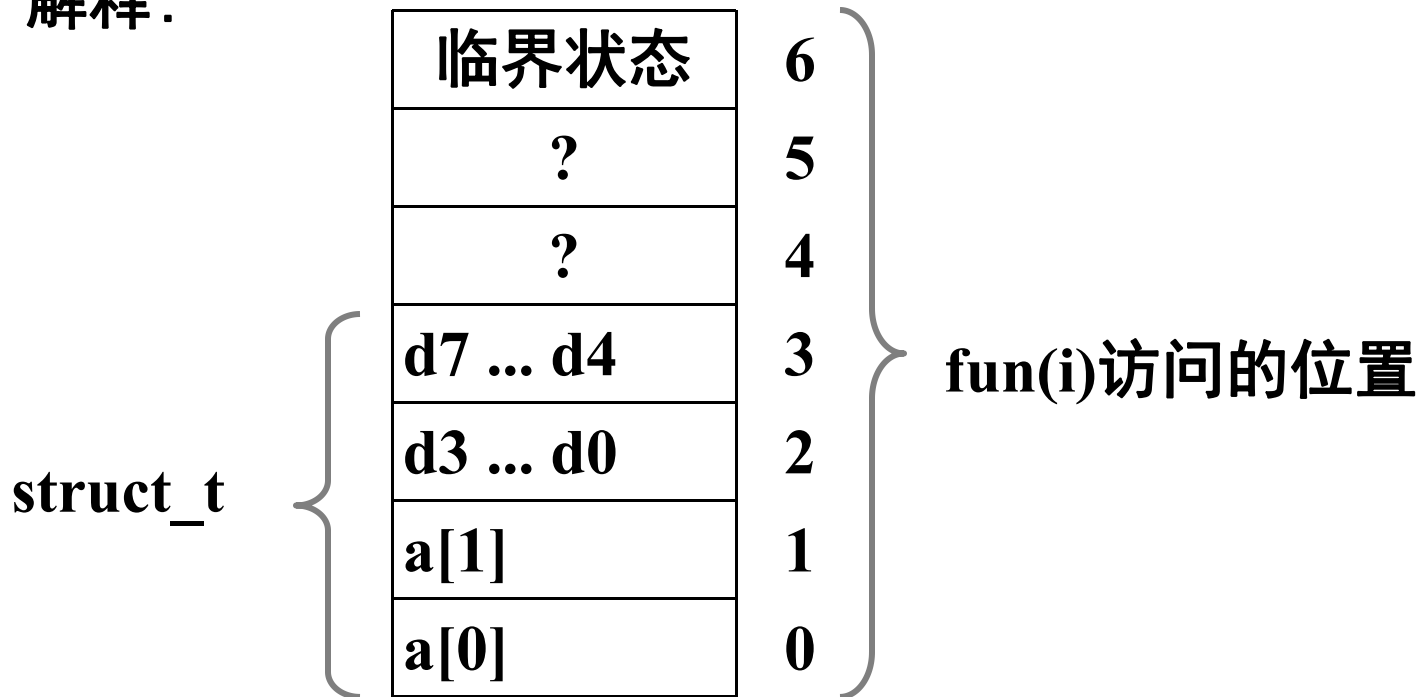 解释:
临界状态 6
? 5
? 4
d7 ... d4 3
fun(i)访问的位置
d3 ... d0 2
struct_t
a[1] 1
a[0] 0